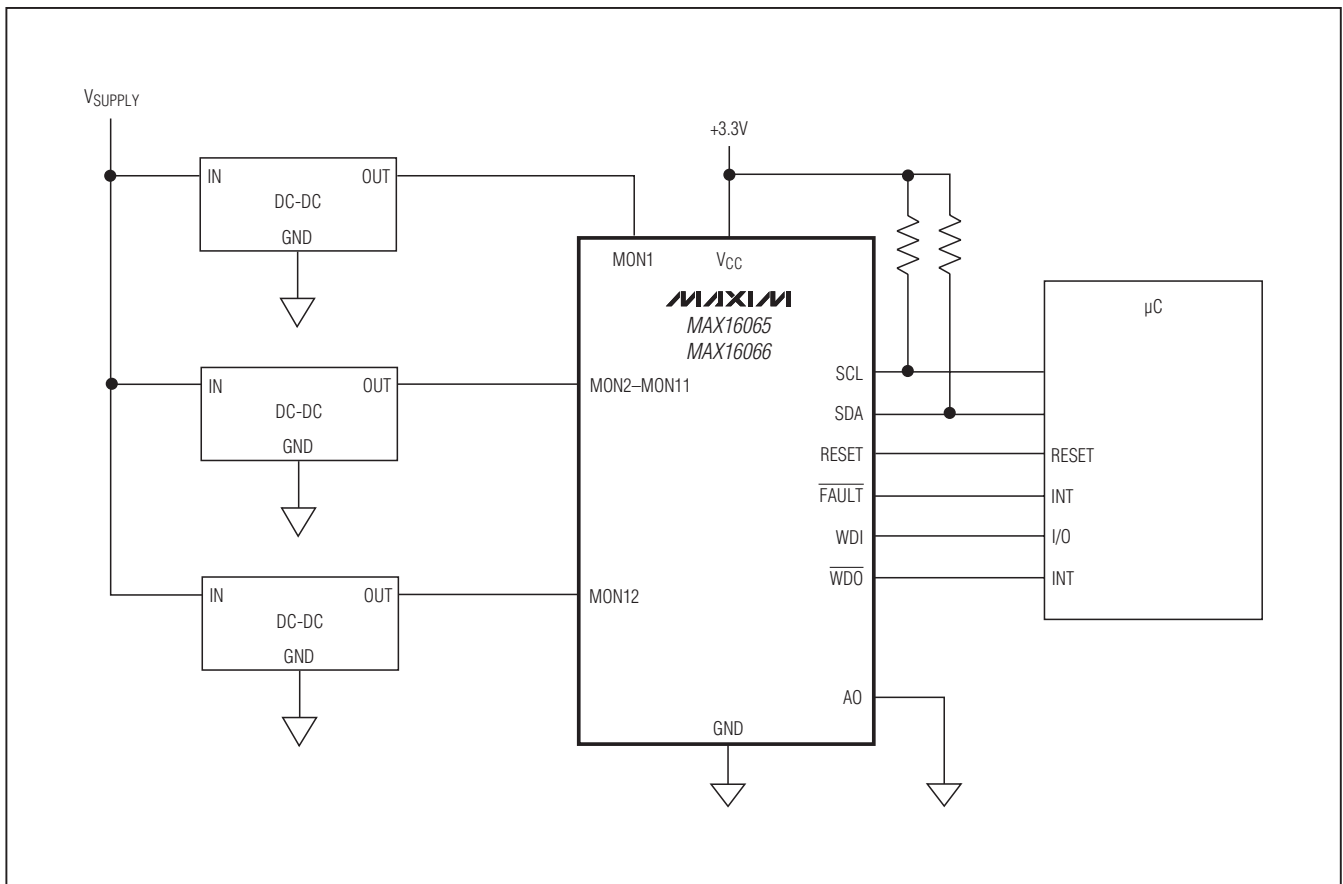 VSUPPLY
+3.3V
IN
OUT
DC-DC
GND
MON1
VCC
MAXIM
MAX16065
MAX16066
µC
IN
OUT
DC-DC
GND
MON2–MON11
SCL
SDA
RESET
RESET
FAULT
INT
WDI
I/O
WDO
INT
IN
OUT
DC-DC
GND
MON12
A0
GND